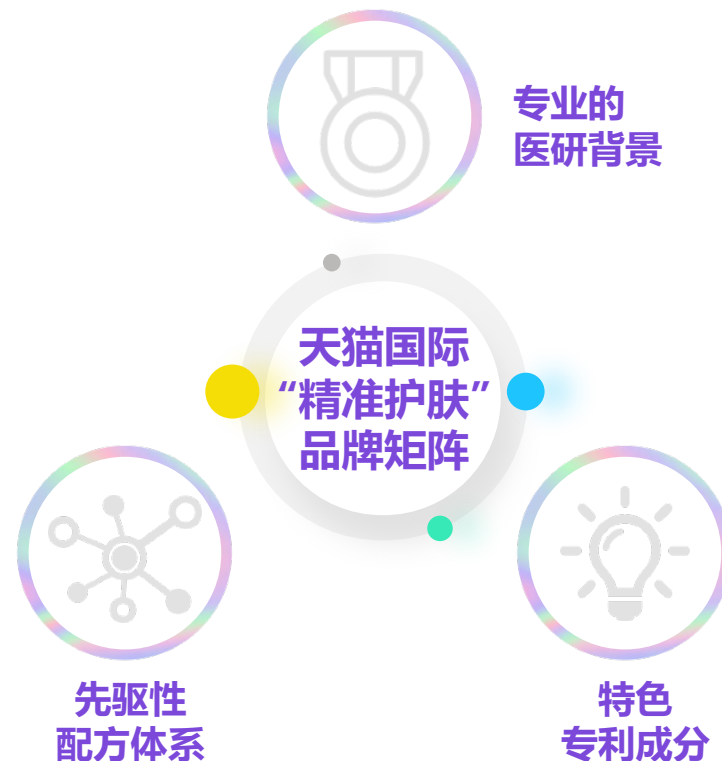 专业的
医研背景
天猫国际
“精准护肤”
品牌矩阵
先驱性
配方体系
特色
专利成分